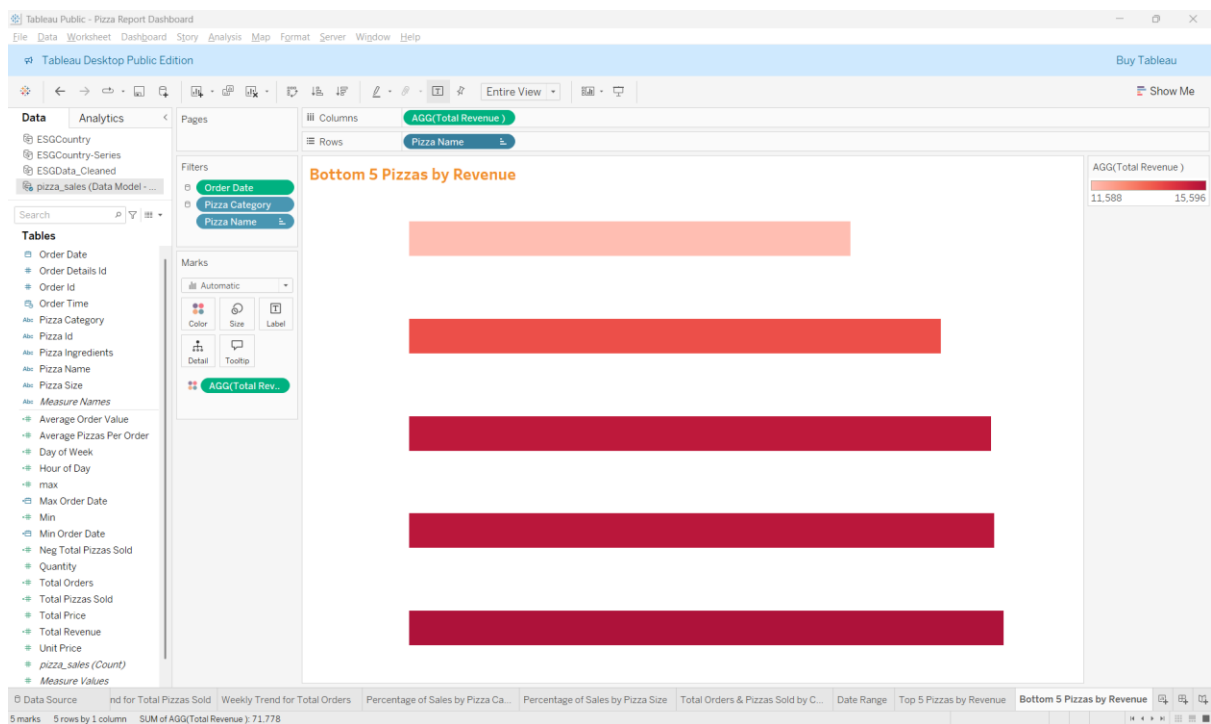 Tableau Public - Pizza Report Dashboard
File Data Worksheet Dashboard Story Analysis Map Format Server Window Help
Tableau Desktop Public Edition
Buy Tableau
Entire View
Show Me
Data Analytics
ESGCountry
ESGCountry-Series
ESGData_Cleaned
pizza_sales (Data Model - ...
Search
Tables
Order Date
# Order Details Id
# Order Id
Order Time
Abc Pizza Category
Abc Pizza Id
Abc Pizza Ingredients
Abc Pizza Name
Abc Pizza Size
Abc Measure Names
=# Average Order Value
=# Average Pizzas Per Order
=# Day of Week
=# Hour of Day
=# max
Max Order Date
=# Min
Min Order Date
=# Neg Total Pizzas Sold
# Quantity
=# Total Orders
=# Total Pizzas Sold
# Total Price
=# Total Revenue
# Unit Price
# pizza_sales (Count)
# Measure Values
Pages
Filters
Order Date
Pizza Category
Pizza Name
Marks
Automatic
Color Size Label
Detail Tooltip
AGG(Total Rev..
Columns AGG(Total Revenue )
Rows Pizza Name
Bottom 5 Pizzas by Revenue
AGG(Total Revenue )
11,588 15,596
Data Source nd for Total Pizzas Sold Weekly Trend for Total Orders Percentage of Sales by Pizza Ca... Percentage of Sales by Pizza Size Total Orders & Pizzas Sold by C... Date Range Top 5 Pizzas by Revenue Bottom 5 Pizzas by Revenue
5 marks 5 rows by 1 column SUM of AGG(Total Revenue ): 71.778